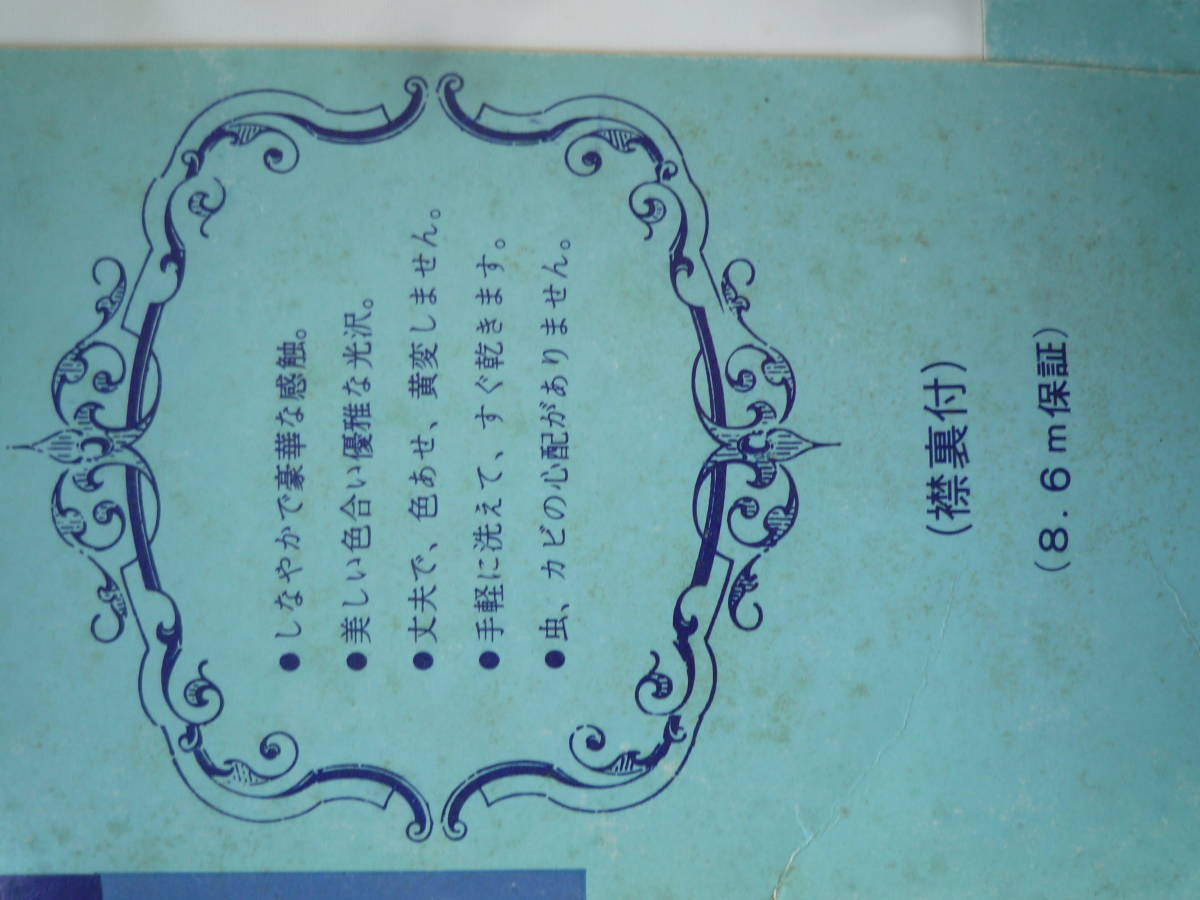 ●しなやかで豪華な感触。
●美しい色合い優雅な光沢。
●丈夫で、色あせ、黄変しません。
●手軽に洗えて、すぐ乾きます。
●虫、カビの心配がありません。
(襟裏付)
(8.6m保証)